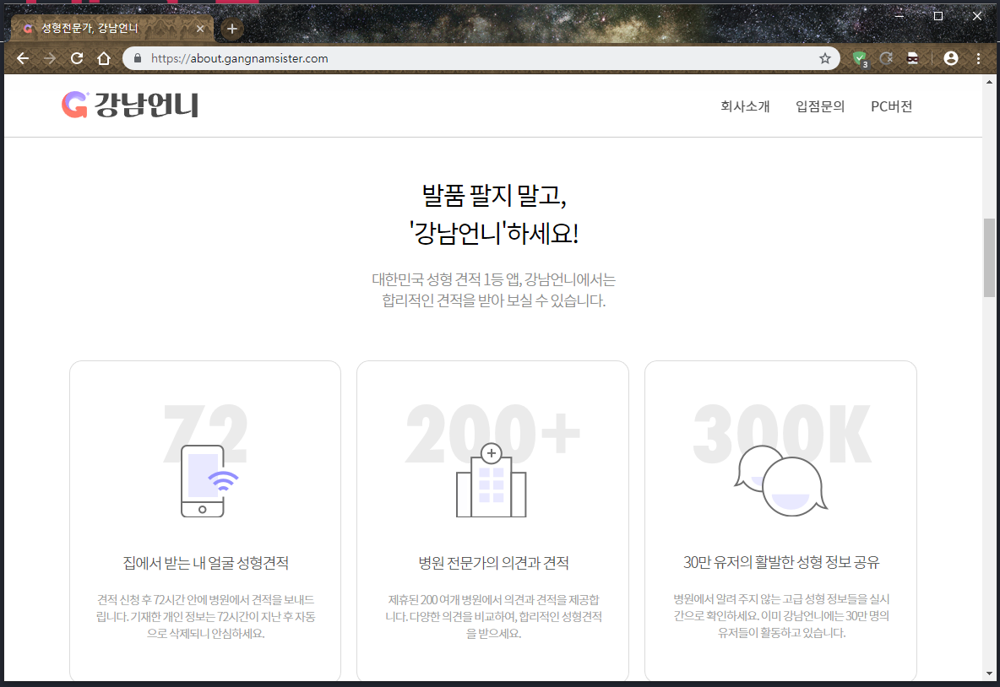 성형전문가, 강남언니
https://about.gangnamsister.com
3
강남언니
회사소개 입점문의 PC버전
발품 팔지 말고,
'강남언니'하세요!
대한민국 성형 견적 1등 앱, 강남언니에서는
합리적인 견적을 받아 보실 수 있습니다.
72
집에서 받는 내 얼굴 성형견적
견적 신청 후 72시간 안에 병원에서 견적을 보내드
립니다. 기재한 개인 정보는 72시간이 지난 후 자동
으로 삭제되니 안심하세요.
200+
병원 전문가의 의견과 견적
제휴된 200 여개 병원에서 의견과 견적을 제공합
니다. 다양한 의견을 비교하여, 합리적인 성형견적
을 받으세요.
300K
30만 유저의 활발한 성형 정보 공유
병원에서 알려 주지 않는 고급 성형 정보들을 실시
간으로 확인하세요. 이미 강남언니에는 30만 명의
유저들이 활동하고 있습니다.